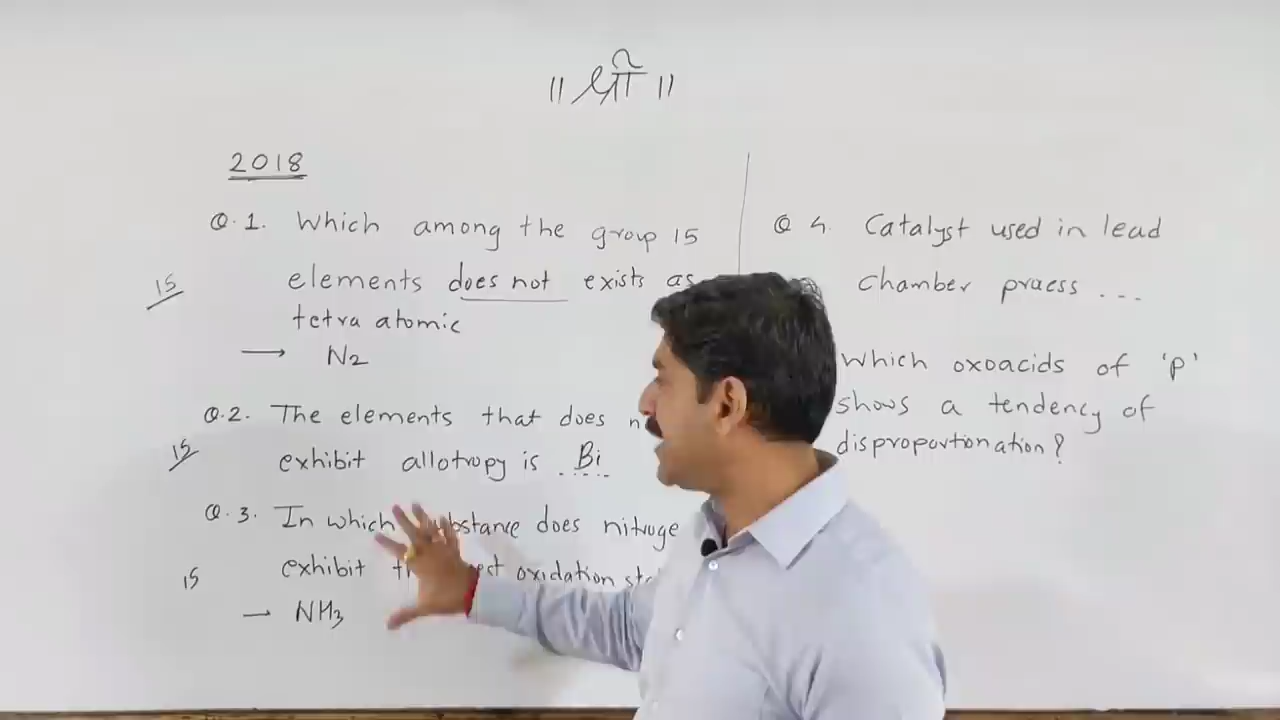 ॥ श्री ॥
2018
Q.1. Which among the group 15
15 elements does not exists as
tetra atomic
→ N₂
Q.2. The elements that does
15 exhibit allotropy is ..Bi..
Q.3. In which does
15 exhibit oxidation
→ NH₃
Q 4. Catalyst used in lead
chamber praess ...
Which oxoacids of 'p'
shows a tendency of
disproportionation?